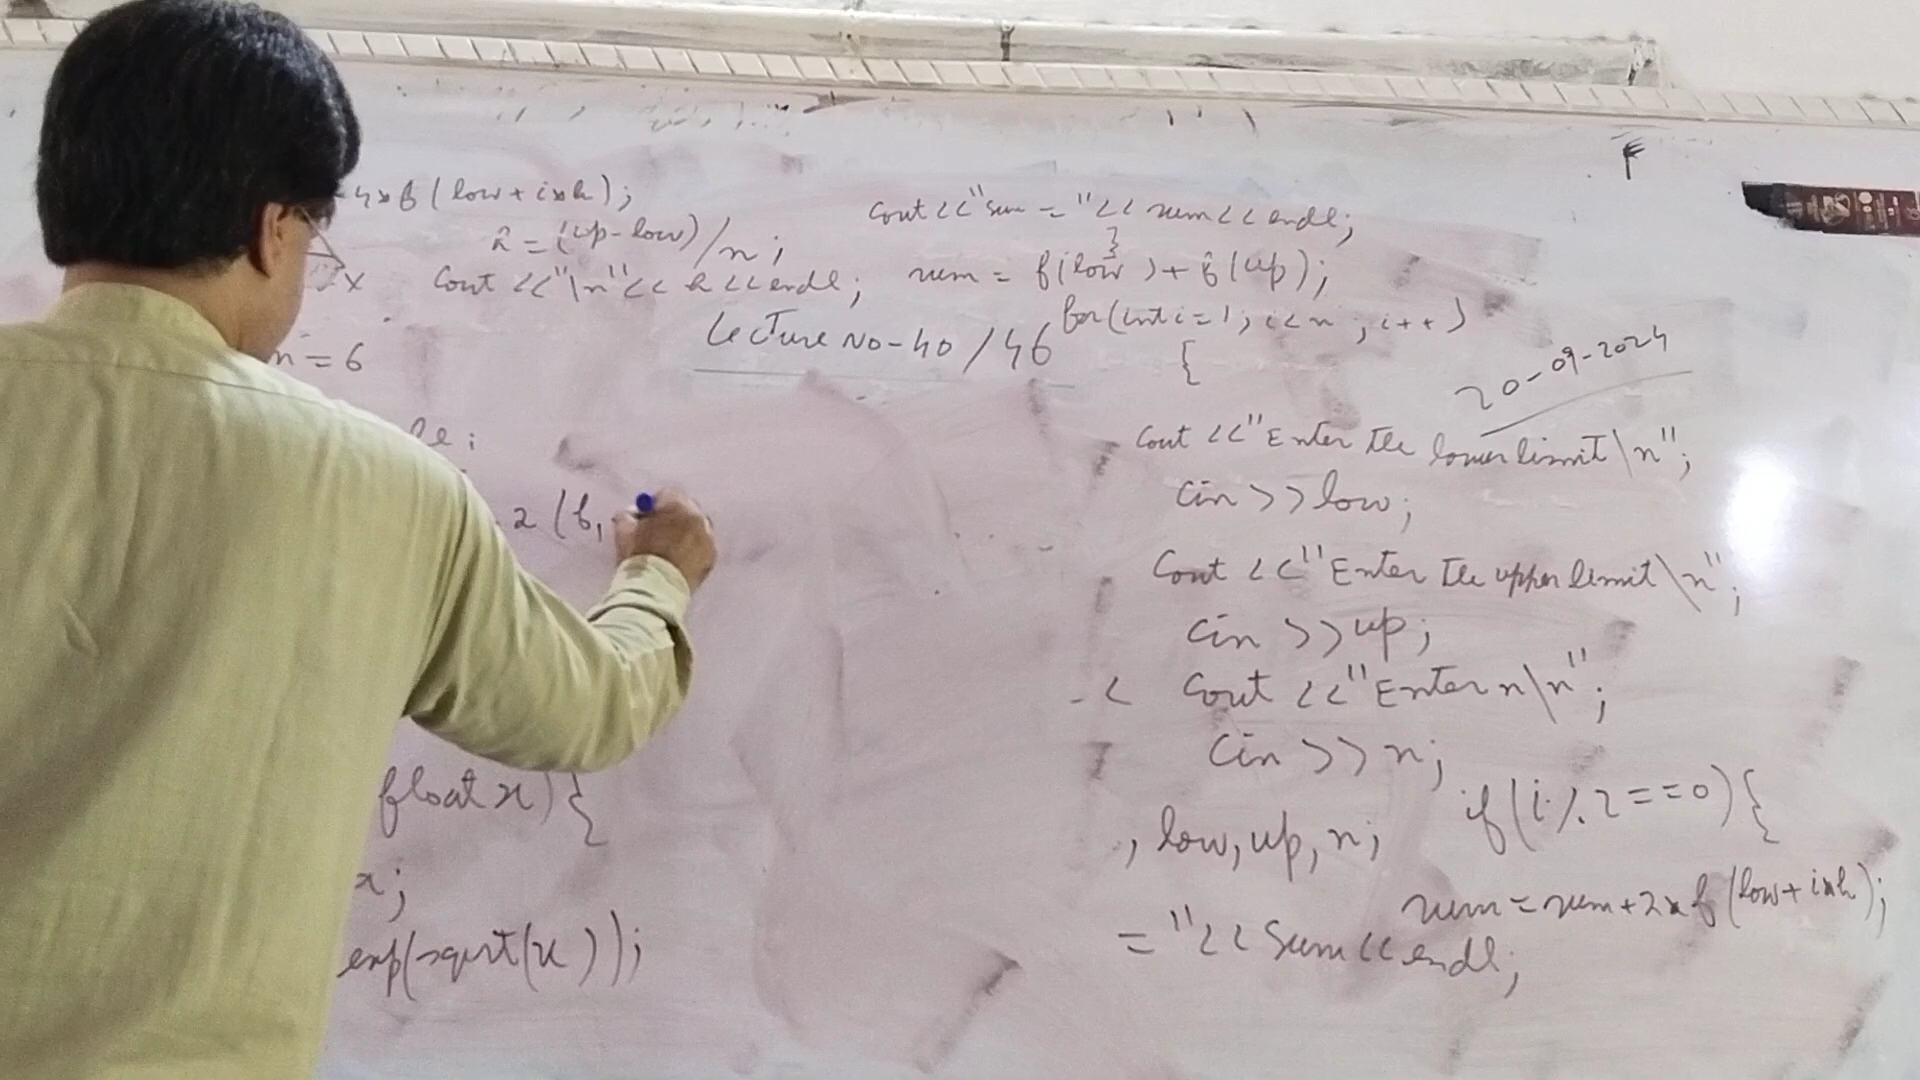 4*f(low+i*h);
h=(up-low)/n;
cout<<"\n"<<h<<endl;
x
n=6
cout<<"sum="<<sum<<endl;
}
sum=f(low)+f(up);
for(int i=1;i<n;i++)
{
Lecture No-40/46
20-09-2024
cout<<"Enter the lower limit\n";
cin>>low;
cout<<"Enter the upper limit\n";
cin>>up;
cout<<"Enter n\n";
cin>>n;
if(i%2==0){
,low,up,n;
sum=sum+2*f(low+i*h);
="<<sum<<endl;
2(b,
float x){
x;
exp(sqrt(x));